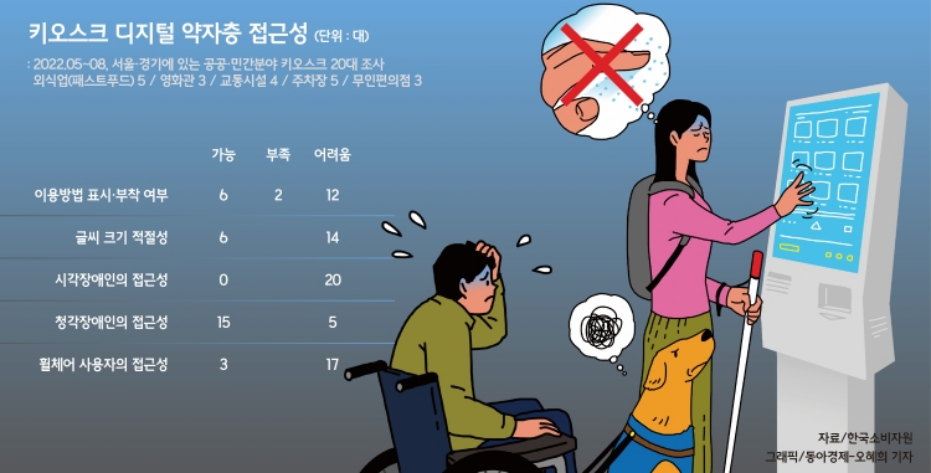 키오스크 디지털 약자층 접근성 (단위 : 대)
: 2022.05-08, 서울·경기에 있는 공공·민간분야 키오스크 20대 조사
외식업(패스트푸드) 5 / 영화관 3 / 교통시설 4 / 주차장 5 / 무인편의점 3
가능 부족 어려움
이용방법 표시·부착 여부 6 2 12
글씨 크기 적절성 6 14
시각장애인의 접근성 0 20
청각장애인의 접근성 15 5
휠체어 사용자의 접근성 3 17
자료/한국소비자원
그래픽/동아경제-오혜희 기자